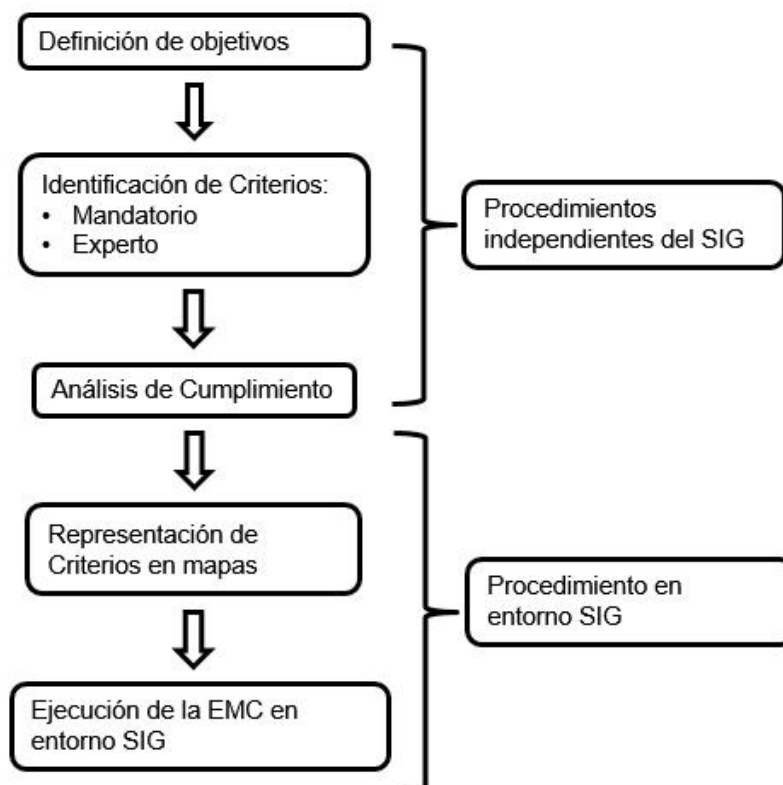 Definición de objetivos
Identificación de Criterios:
• Mandatorio
• Experto
Procedimientos
independientes del SIG
Análisis de Cumplimiento
Representación de
Criterios en mapas
Procedimiento en
entorno SIG
Ejecución de la EMC en
entorno SIG